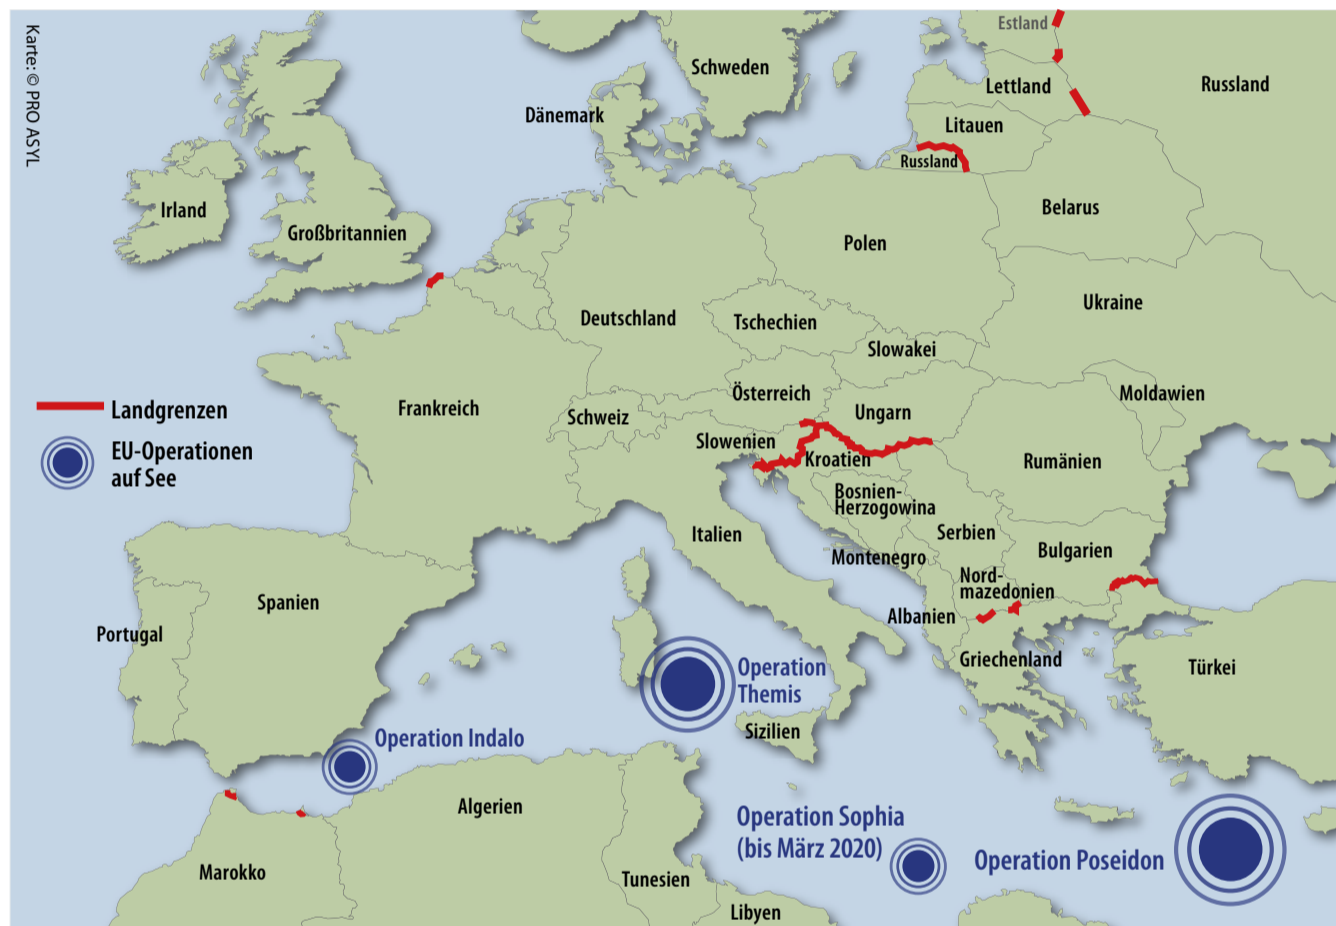 Karte: © PRO ASYL
Estland
Schweden
Lettland
Russland
Dänemark
Litauen
Russland
Irland
Belarus
Großbritannien
Polen
Ukraine
Deutschland
Tschechien
Slowakei
Österreich
Moldawien
Landgrenzen
Frankreich
Schweiz
Ungarn
EU-Operationen
auf See
Slowenien
Kroatien
Rumänien
Bosnien-
Herzogowina
Italien
Serbien
Montenegro
Bulgarien
Nord-
mazedonien
Spanien
Albanien
Portugal
Griechenland
Türkei
Operation
Themis
Sizilien
Operation Indalo
Algerien
Operation Sophia
(bis März 2020)
Operation Poseidon
Marokko
Tunesien
Libyen